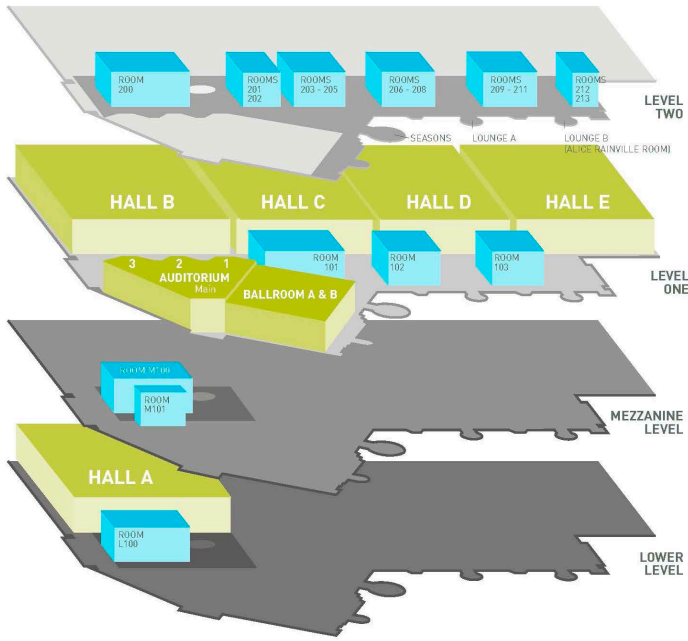 ROOM
200
ROOMS
201
202
ROOMS
203 - 205
ROOMS
206 - 208
ROOMS
209 - 211
ROOMS
212
213
LEVEL
TWO
SEASONS
LOUNGE A
LOUNGE B
(ALICE RAINVILLE ROOM)
HALL B
HALL C
HALL D
HALL E
ROOM
101
ROOM
102
ROOM
103
3 2 1
AUDITORIUM
Main
BALLROOM A & B
LEVEL
ONE
ROOM M100
ROOM
M101
MEZZANINE
LEVEL
HALL A
ROOM
L100
LOWER
LEVEL